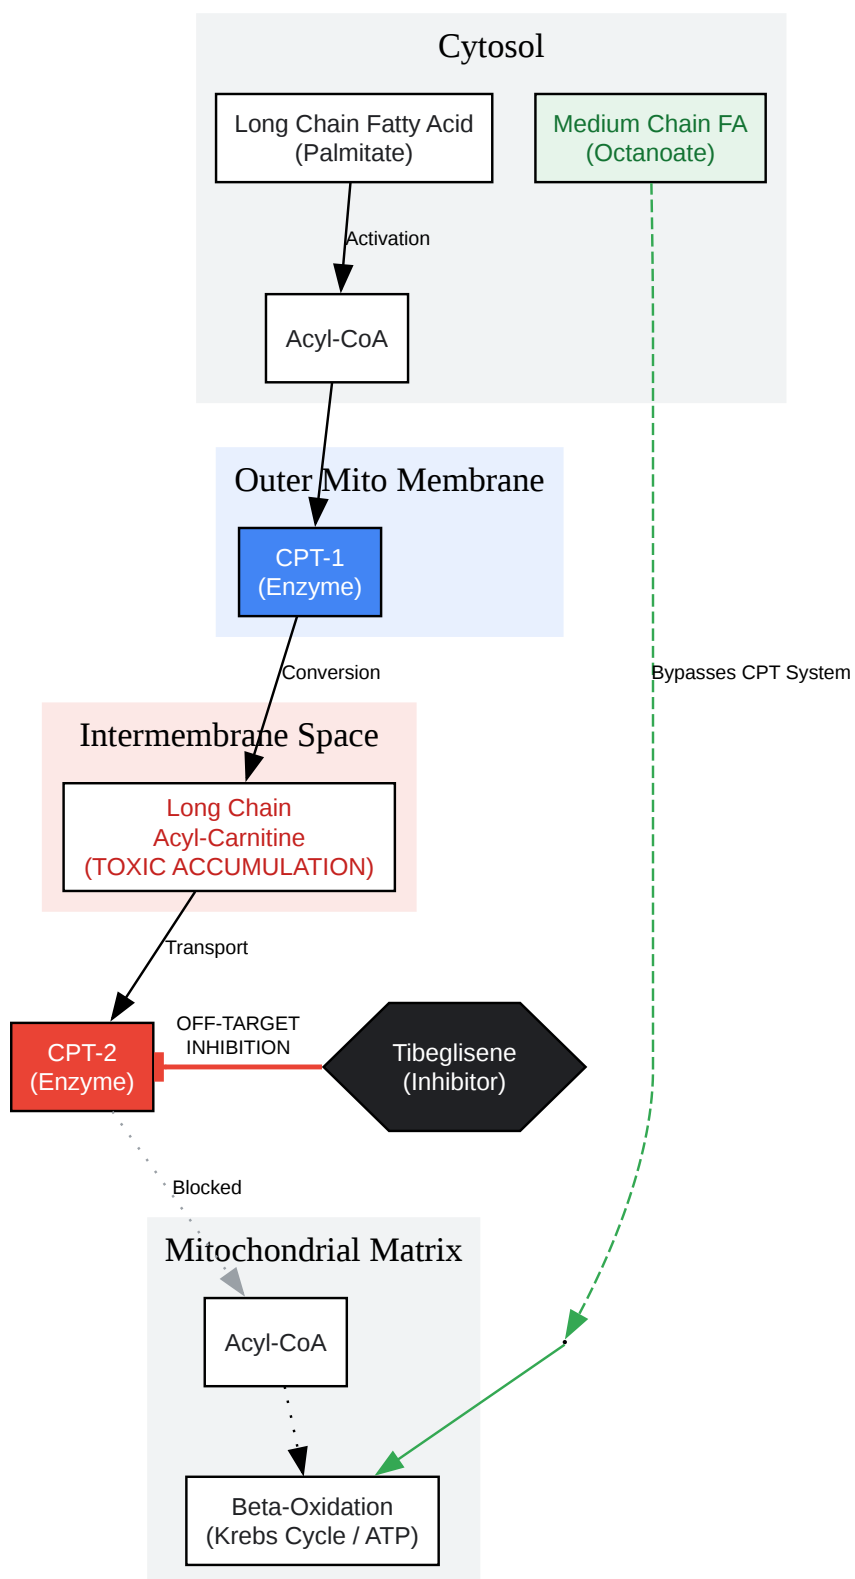 Cytosol
Long Chain Fatty Acid
(Palmitate)
Medium Chain FA
(Octanoate)
Activation
Acyl-CoA
Outer Mito Membrane
CPT-1
(Enzyme)
Conversion
Bypasses CPT System
Intermembrane Space
Long Chain
Acyl-Carnitine
(TOXIC ACCUMULATION)
Transport
CPT-2
(Enzyme)
OFF-TARGET
INHIBITION
Tibeglisene
(Inhibitor)
Blocked
Mitochondrial Matrix
Acyl-CoA
Beta-Oxidation
(Krebs Cycle / ATP)